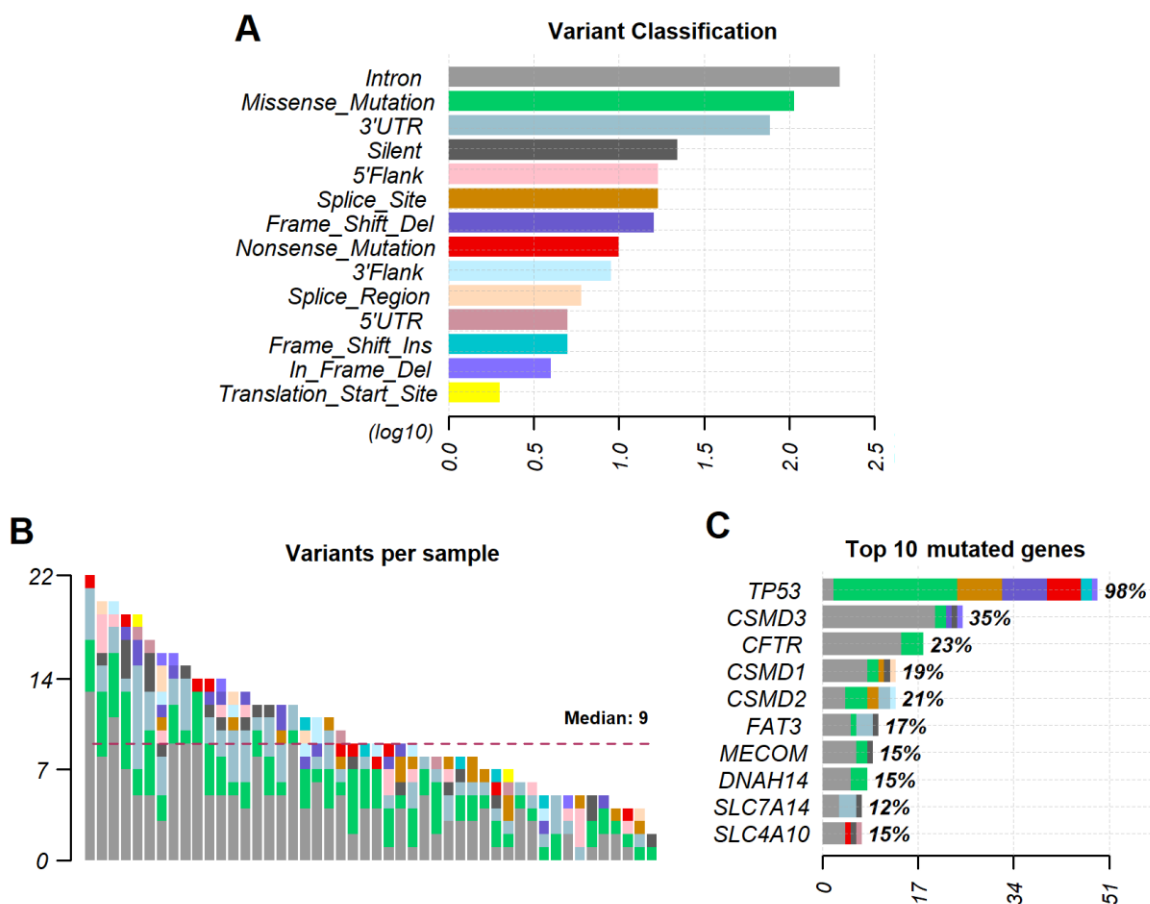 A
Variant Classification
Intron
Missense_Mutation
3'UTR
Silent
5'Flank
Splice_Site
Frame_Shift_Del
Nonsense_Mutation
3'Flank
Splice_Region
5'UTR
Frame_Shift_Ins
In_Frame_Del
Translation_Start_Site
(log10)
0.0 0.5 1.0 1.5 2.0 2.5
B
Variants per sample
22
14
7
0
Median: 9
C
Top 10 mutated genes
TP53 98%
CSMD3 35%
CFTR 23%
CSMD1 19%
CSMD2 21%
FAT3 17%
MECOM 15%
DNAH14 15%
SLC7A14 12%
SLC4A10 15%
0 17 34 51